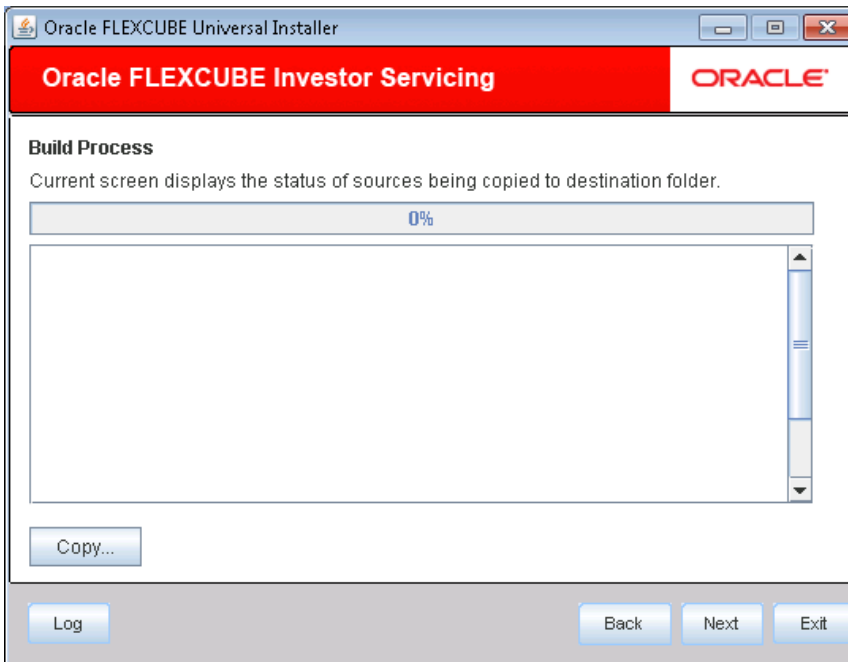 Oracle FLEXCUBE Universal Installer
Oracle FLEXCUBE Investor Servicing
ORACLE
Build Process
Current screen displays the status of sources being copied to destination folder.
0%
Copy...
Log
Back
Next
Exit